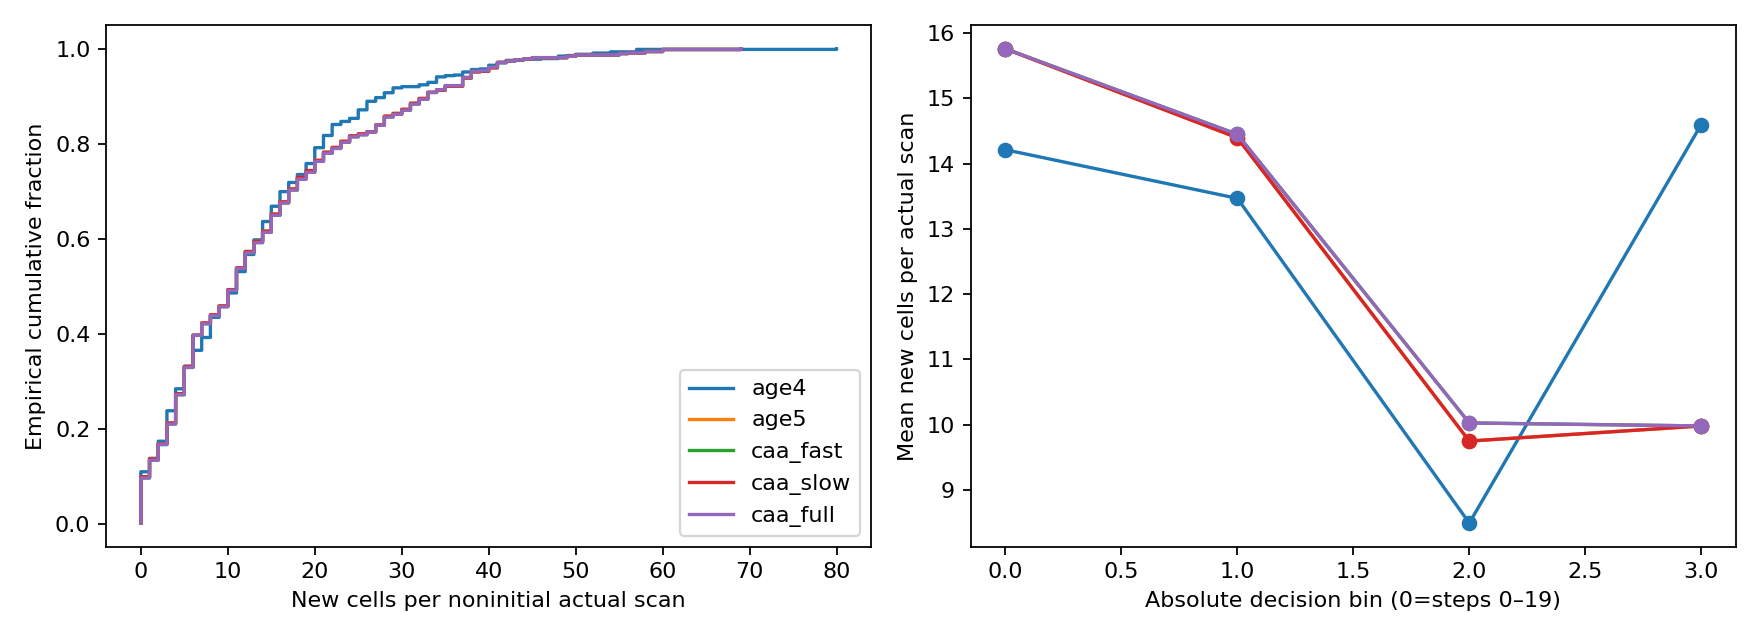 Empirical cumulative fraction
1.0
0.8
0.6
0.4
0.2
0.0
0 10 20 30 40 50 60 70 80
New cells per noninitial actual scan
age4
age5
caa_fast
caa_slow
caa_full
Mean new cells per actual scan
16
15
14
13
12
11
10
9
0.0 0.5 1.0 1.5 2.0 2.5 3.0
Absolute decision bin (0=steps 0–19)